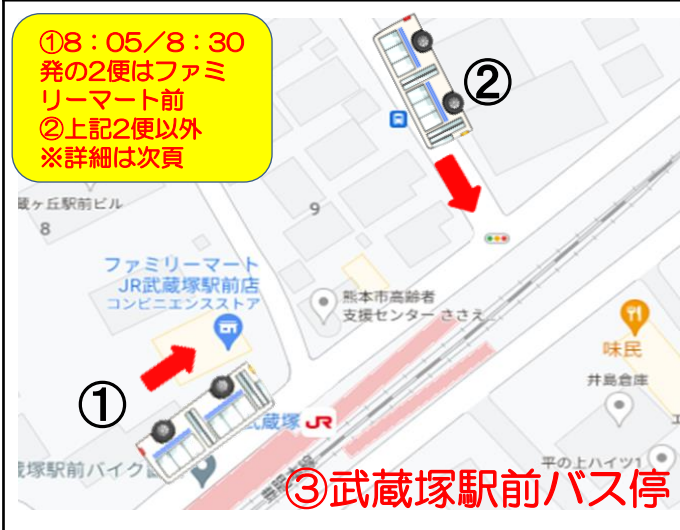 ①8：05／8：30
発の2便はファミ
リーマート前
②上記2便以外
※詳細は次頁
②
蔵ヶ丘駅前ビル
8
9
ファミリーマート
JR武蔵塚駅前店
コンビニエンスストア
熊本市高齢者
支援センター ささえ...
味民
井島倉庫
①
武蔵塚 JR
塚駅前バイク
平の上ハイツ1
③武蔵塚駅前バス停